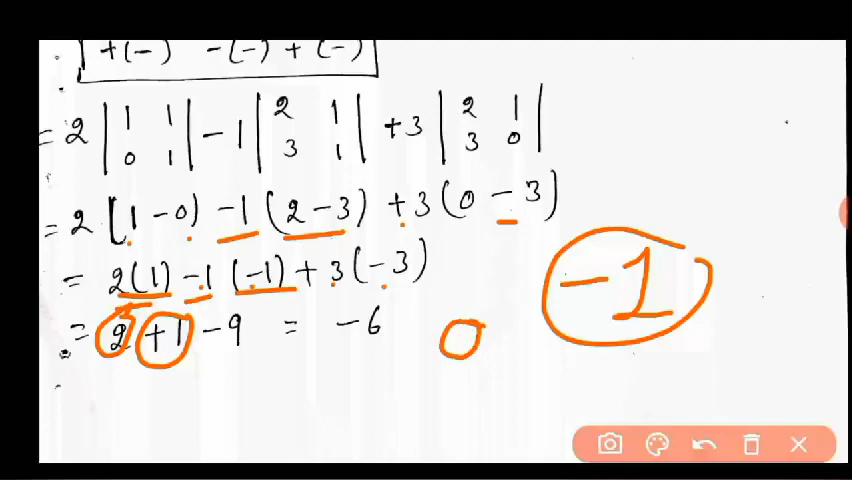 +(-) -(-) + (-)
= 2 | 1 1 | - 1 | 2 1 | + 3 | 2 1 |
| 0 1 | | 3 1 | | 3 0 |
= 2 (1 - 0) - 1 (2 - 3) + 3 (0 - 3)
= 2(1) - 1 (-1) + 3(-3)
-1
= 2 + 1 - 9 = -6 0